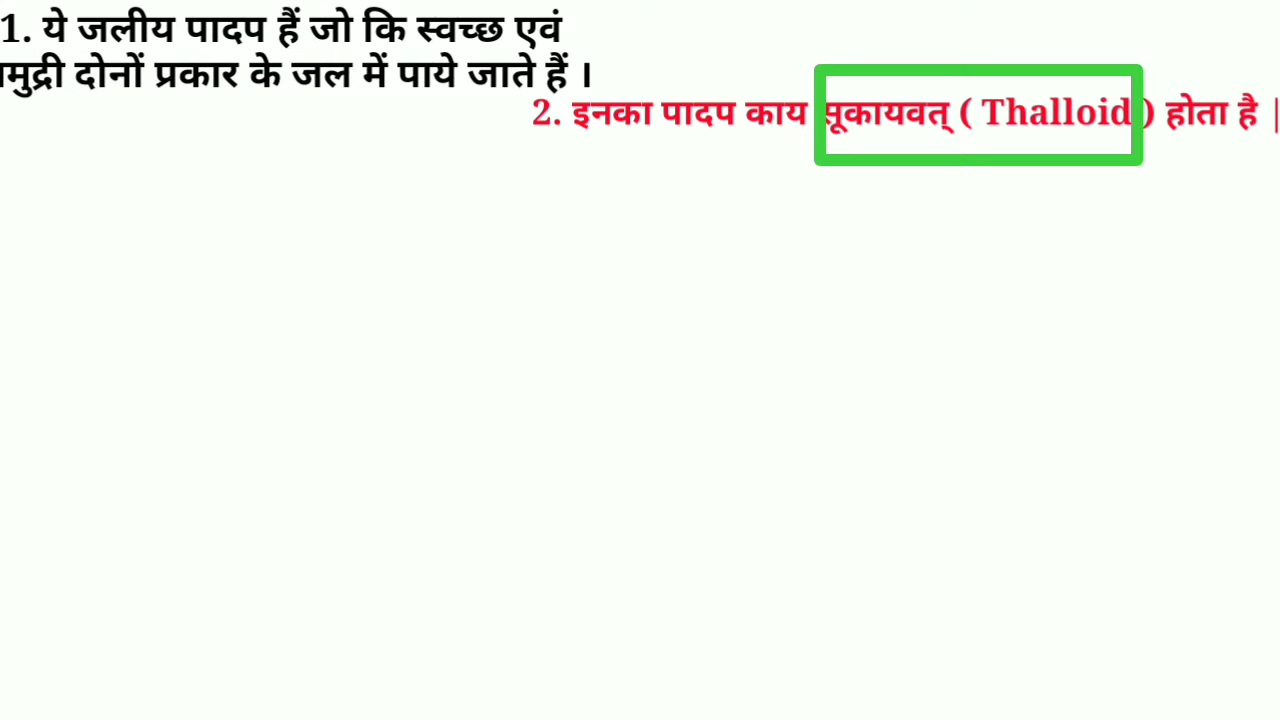 1. ये जलीय पादप हैं जो कि स्वच्छ एवं
दोनों प्रकार के जल में पाये जाते हैं ।
2. इनका पादप काय सूकायवत् ( Thalloid ) होता है |